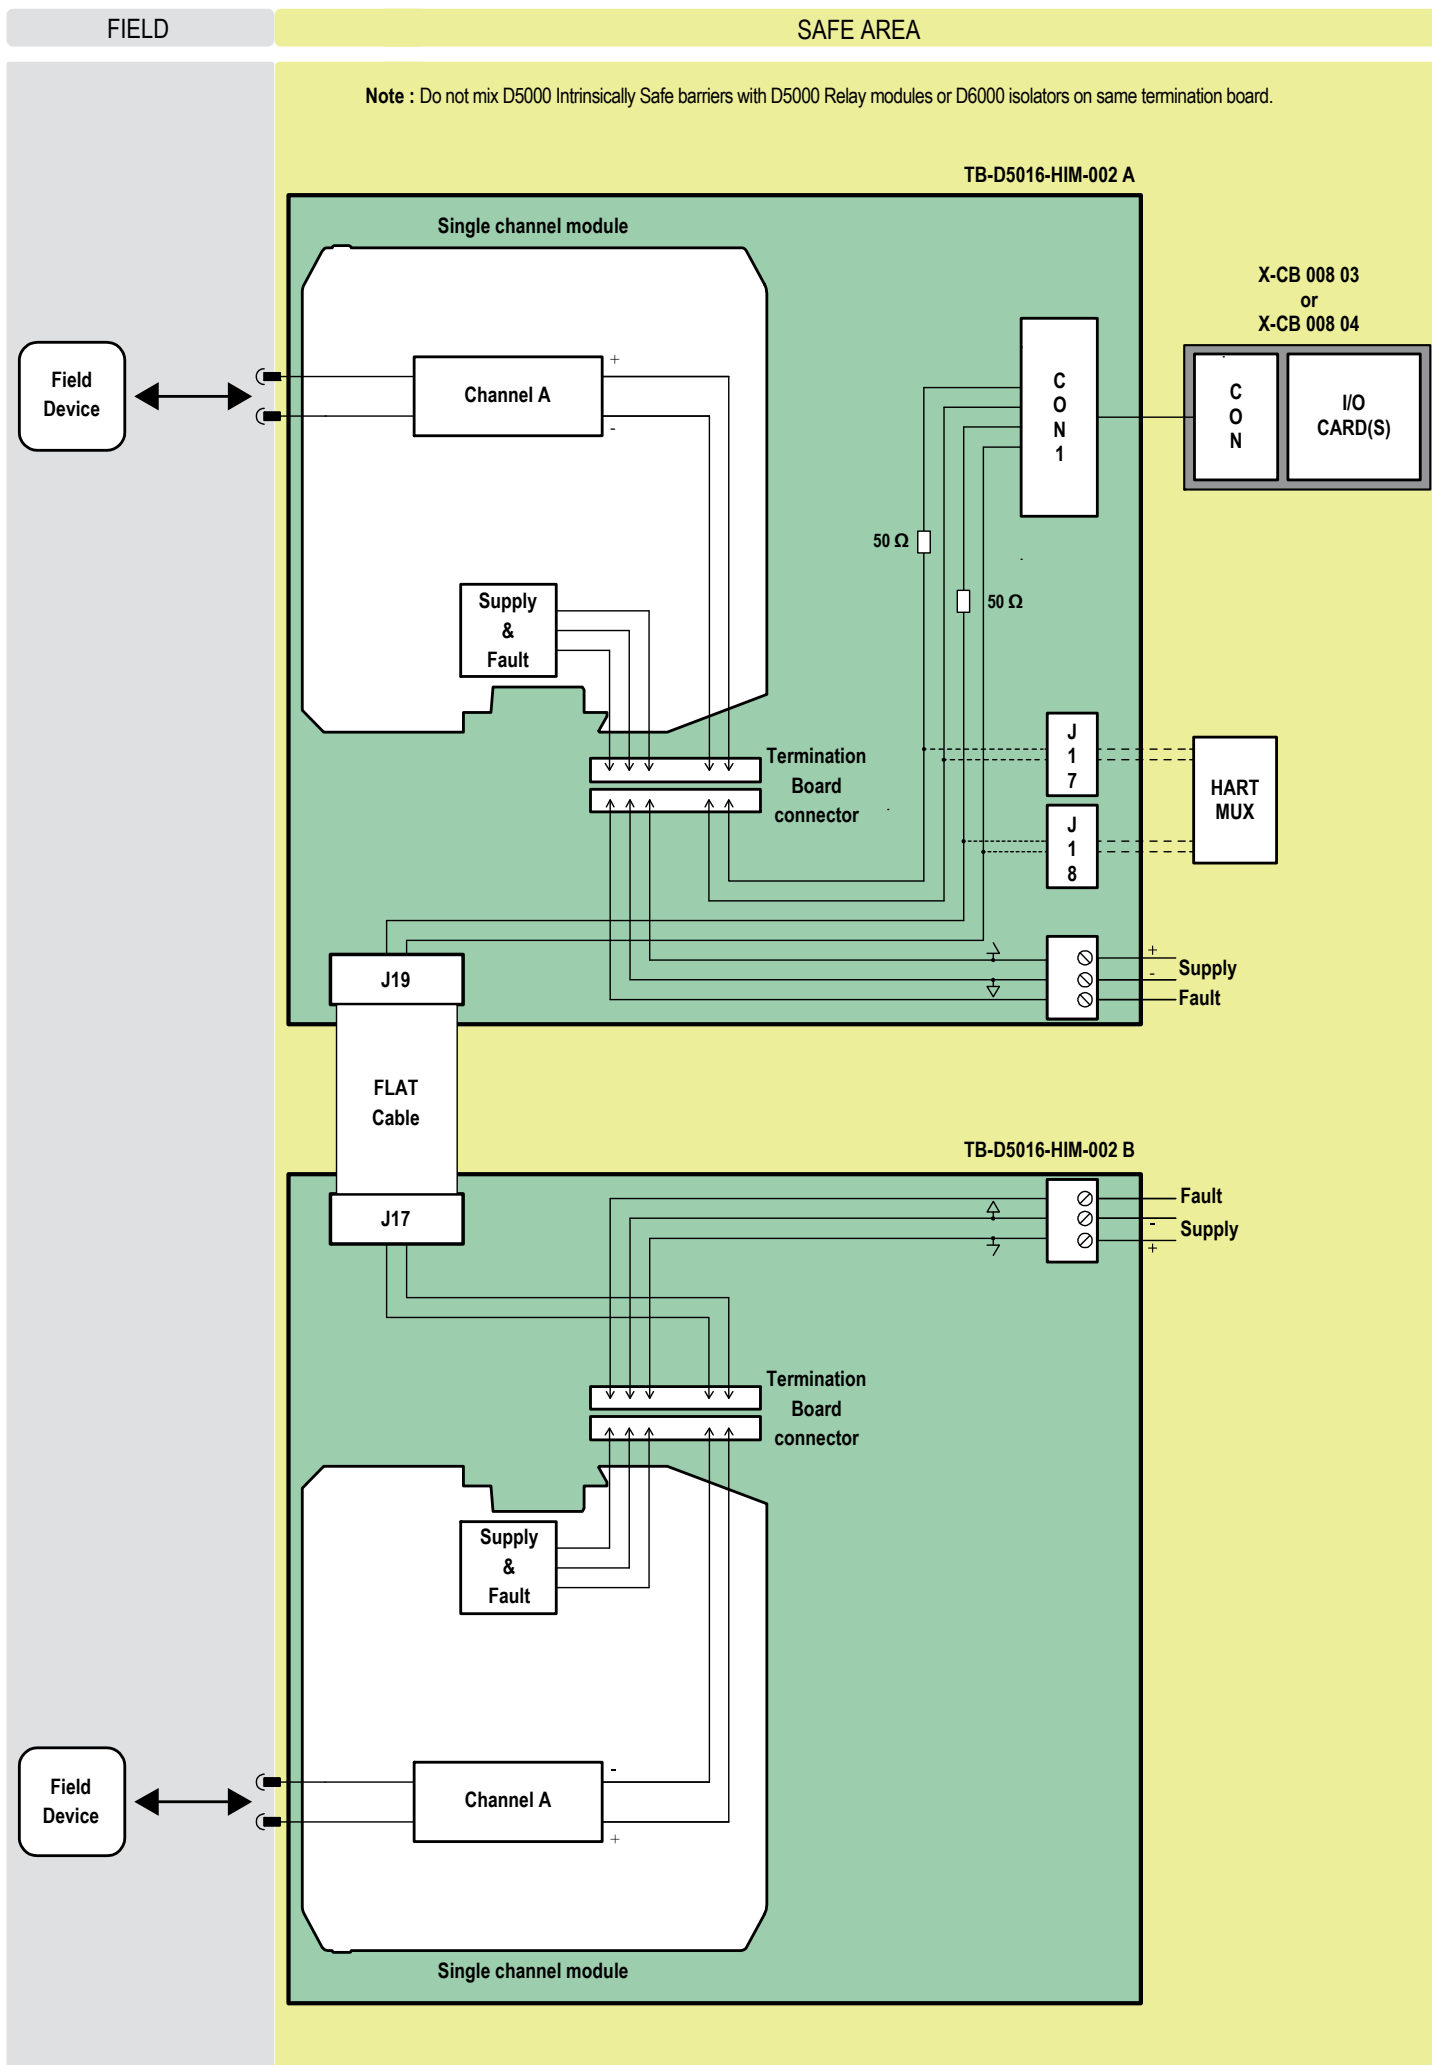 FIELD
SAFE AREA
Note : Do not mix D5000 Intrinsically Safe barriers with D5000 Relay modules or D6000 isolators on same termination board.
TB-D5016-HIM-002 A
Single channel module
X-CB 008 03
or
X-CB 008 04
Field
Device
Channel A
+
-
C
O
N
1
C
O
N
I/O
CARD(S)
50 Ω
50 Ω
Supply
&
Fault
Termination
Board
connector
J
1
7
J
1
8
HART
MUX
J19
+
-
Supply
Fault
FLAT
Cable
TB-D5016-HIM-002 B
J17
Fault
-
Supply
+
Termination
Board
connector
Supply
&
Fault
Field
Device
Channel A
-
+
Single channel module